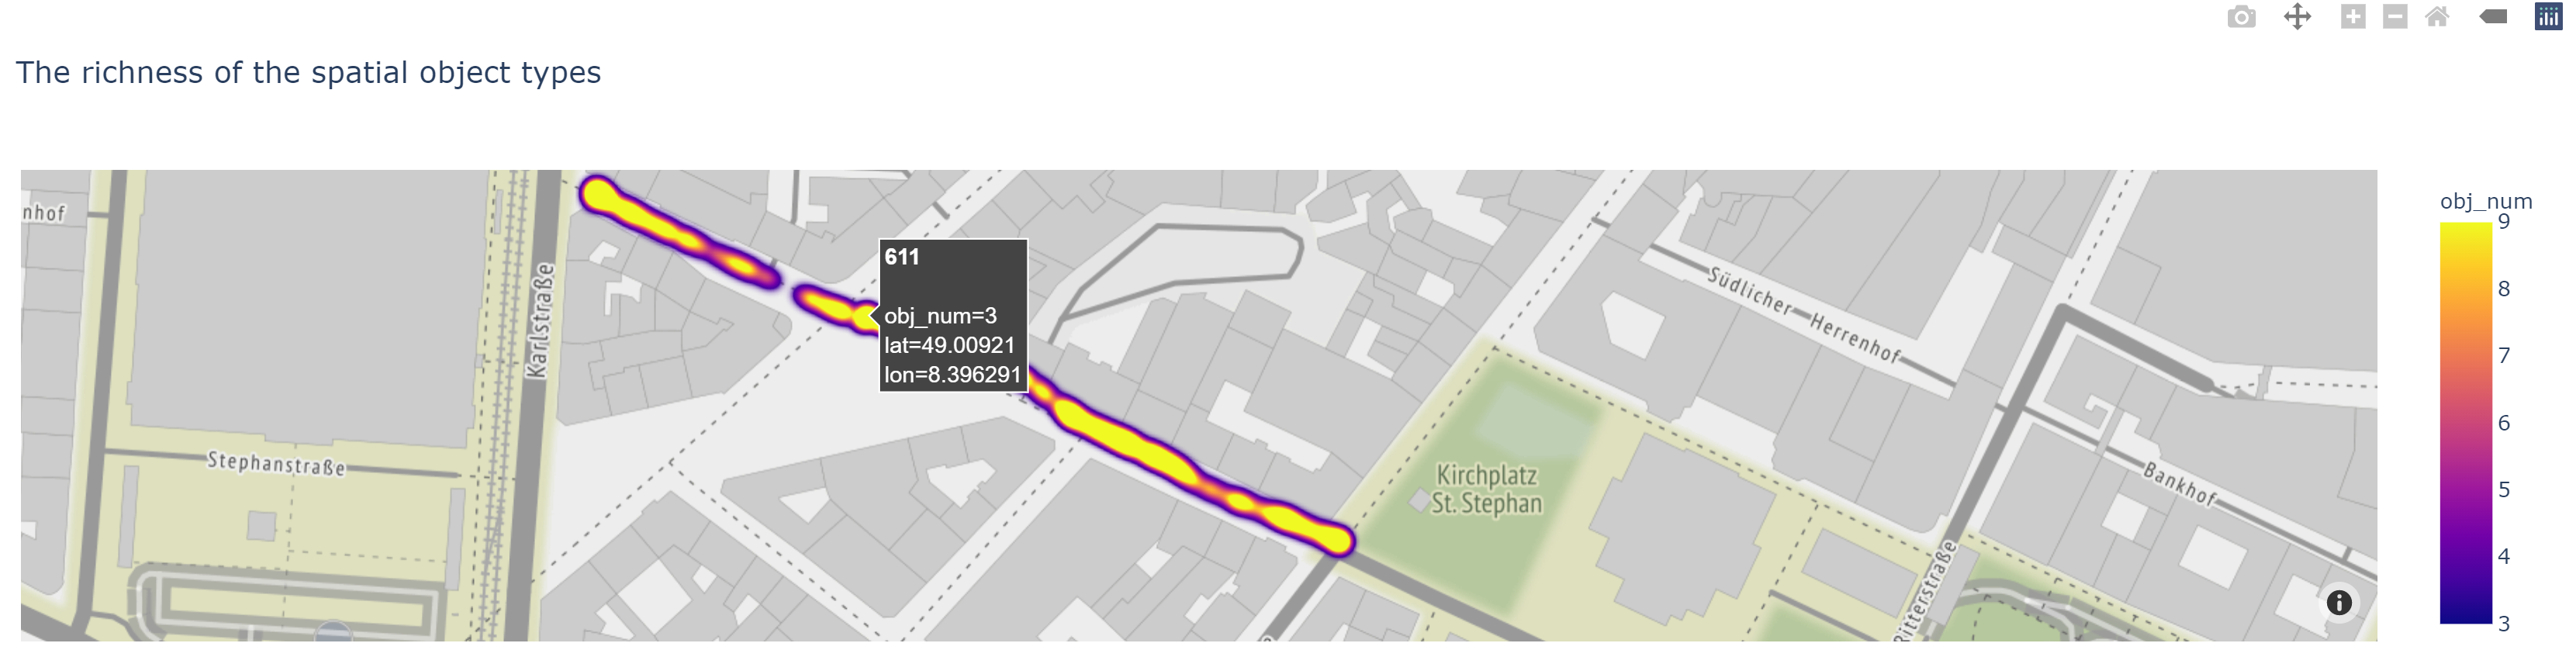 The richness of the spatial object types
nhof
Karlstraße
Stephanstraße
611
obj_num=3
lat=49.00921
lon=8.396291
Südlicher Herrenhof
Kirchplatz
St. Stephan
Bankhof
Ritterstraße
obj_num
9
8
7
6
5
4
3